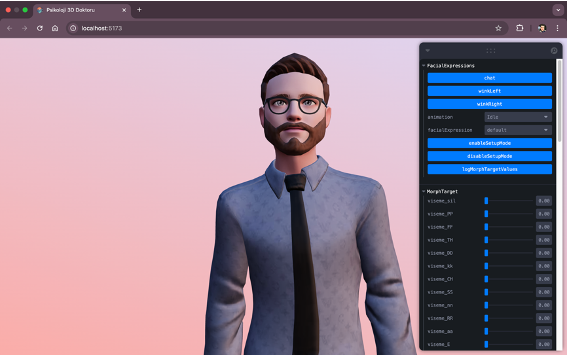 Psikoloji 3D Doktoru
localhost:5173
FacialExpressions
chat
winkLeft
winkRight
animation Idle
facialExpression default
enableSetupMode
disableSetupMode
logMorphTargetValues
MorphTarget
viseme_sil 0.00
viseme_PP 0.00
viseme_FF 0.00
viseme_TH 0.00
viseme_DD 0.00
viseme_kk 0.00
viseme_CH 0.00
viseme_SS 0.00
viseme_nn 0.00
viseme_RR 0.00
viseme_aa 0.00
viseme_E 0.00